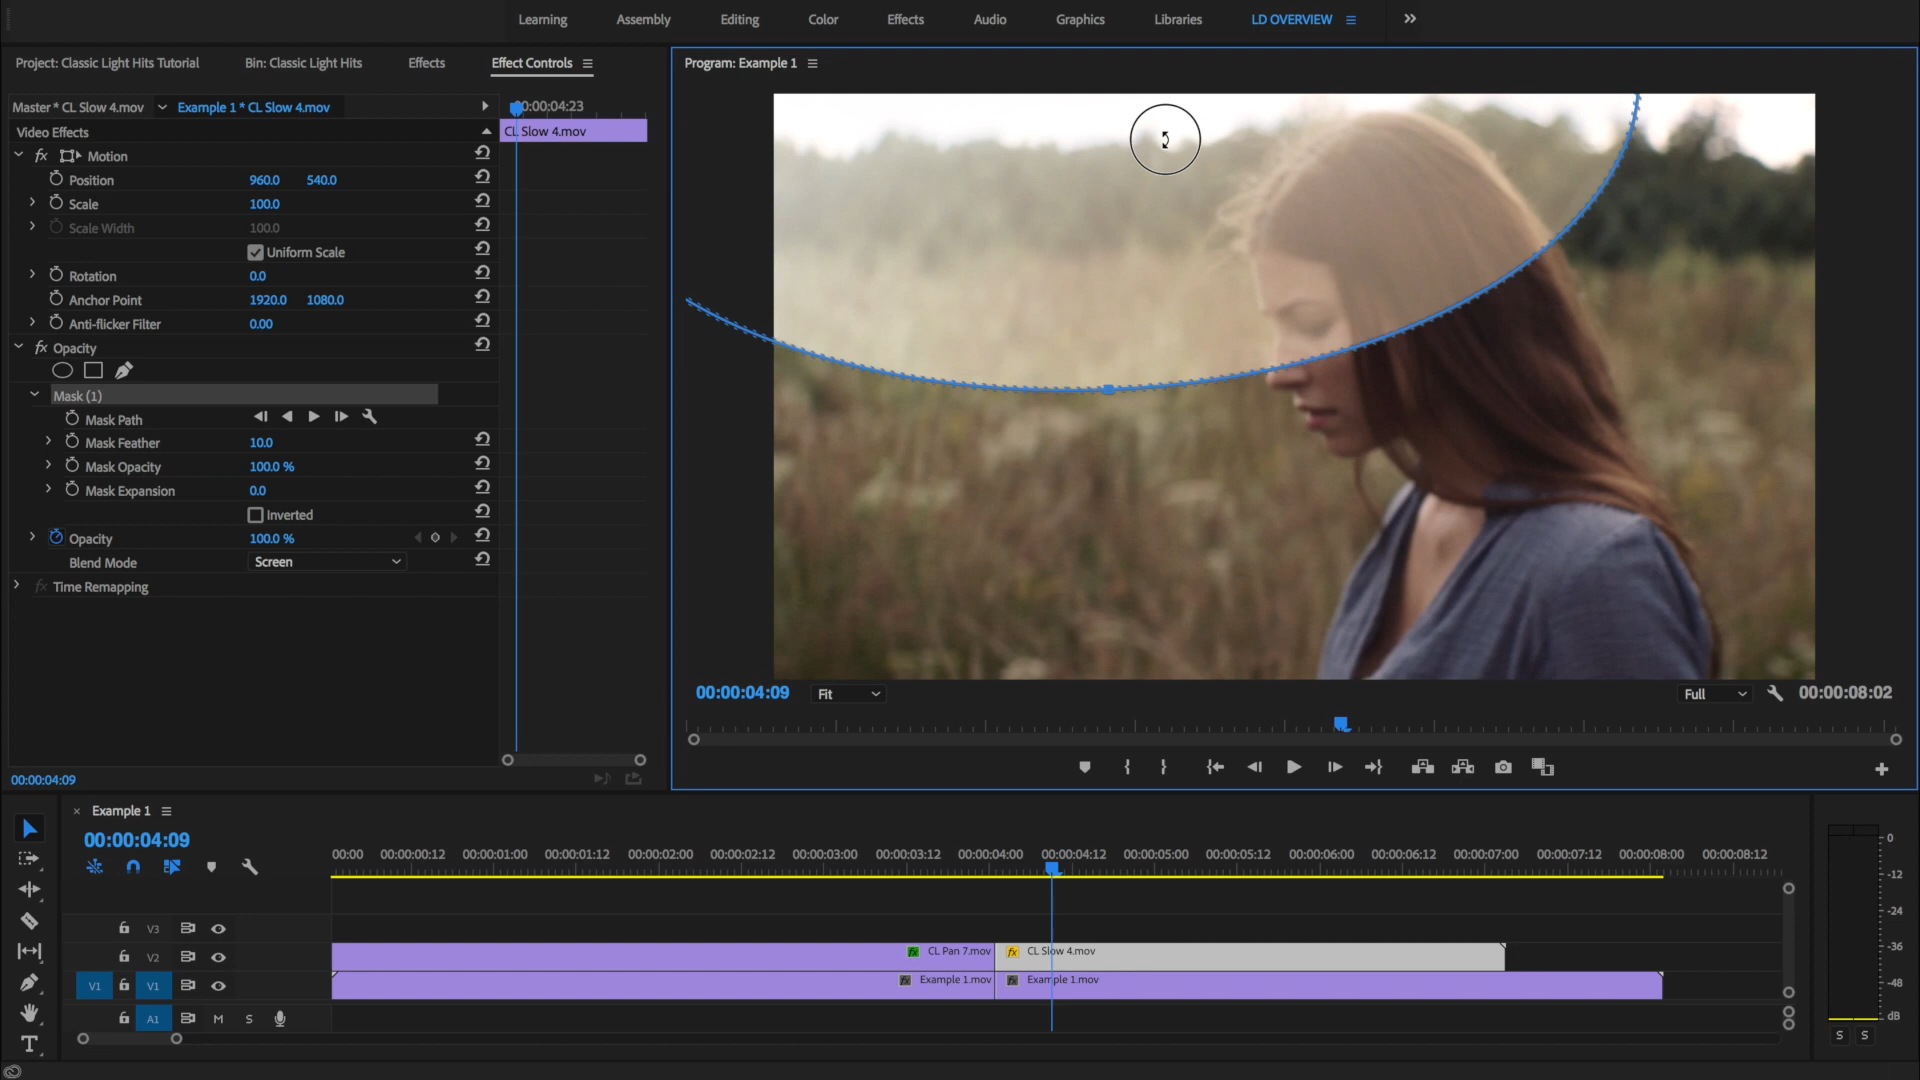 Learning Assembly Editing Color Effects Audio Graphics Libraries LD OVERVIEW
Project: Classic Light Hits Tutorial Bin: Classic Light Hits Effects Effect Controls
Program: Example 1
Master * CL Slow 4.mov Example 1 * CL Slow 4.mov 00:00:04:23
Video Effects CL Slow 4.mov
fx Motion
Position 960.0 540.0
Scale 100.0
Scale Width 100.0
Uniform Scale
Rotation 0.0
Anchor Point 1920.0 1080.0
Anti-flicker Filter 0.00
fx Opacity
Mask (1)
Mask Path
Mask Feather 10.0
Mask Opacity 100.0 %
Mask Expansion 0.0
Inverted
Opacity 100.0 %
Blend Mode Screen
fx Time Remapping
00:00:04:09
00:00:04:09 Fit Full 00:00:08:02
Example 1
00:00:04:09
00:00 00:00:00:12 00:00:01:00 00:00:01:12 00:00:02:00 00:00:02:12 00:00:03:00 00:00:03:12 00:00:04:00 00:00:04:12 00:00:05:00 00:00:05:12 00:00:06:00 00:00:06:12 00:00:07:00 00:00:07:12 00:00:08:00 00:00:08:12
V3
V2 fx CL Pan 7.mov fx CL Slow 4.mov
V1 V1 fx Example 1.mov fx Example 1.mov
A1 M S
T
0
-12
-24
-36
-48
dB
S S